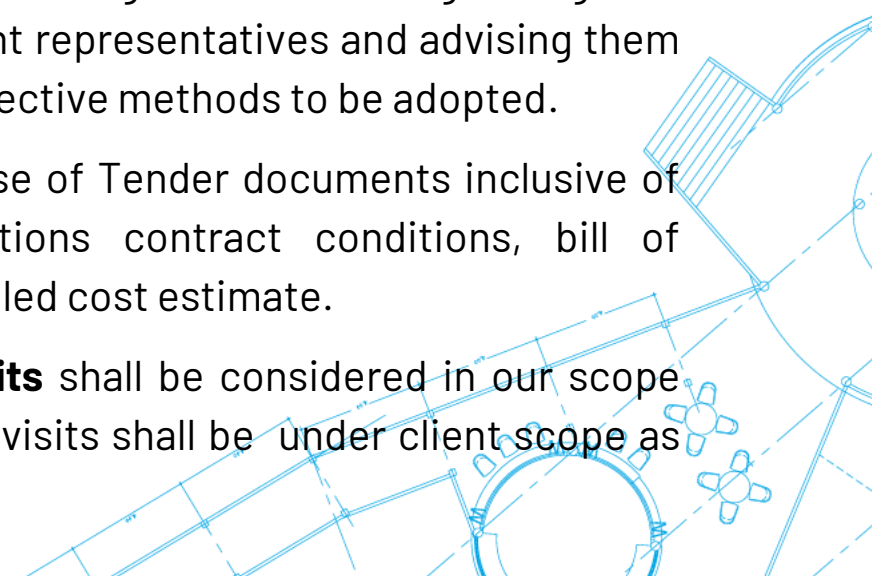 nt representatives and advising them
ective methods to be adopted.
se of Tender documents inclusive of
tions contract conditions, bill of
led cost estimate.
its shall be considered in our scope
visits shall be under client scope as